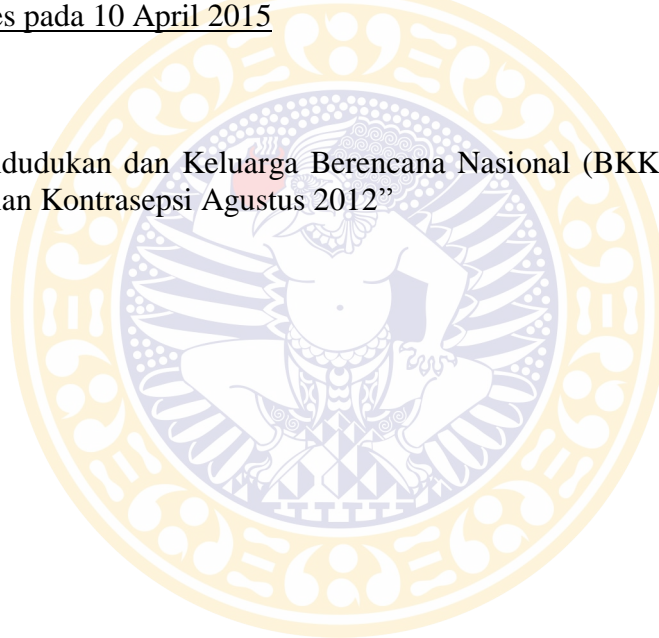 es pada 10 April 2015
dudukan dan Keluarga Berencana Nasional (BKK
an Kontrasepsi Agustus 2012”